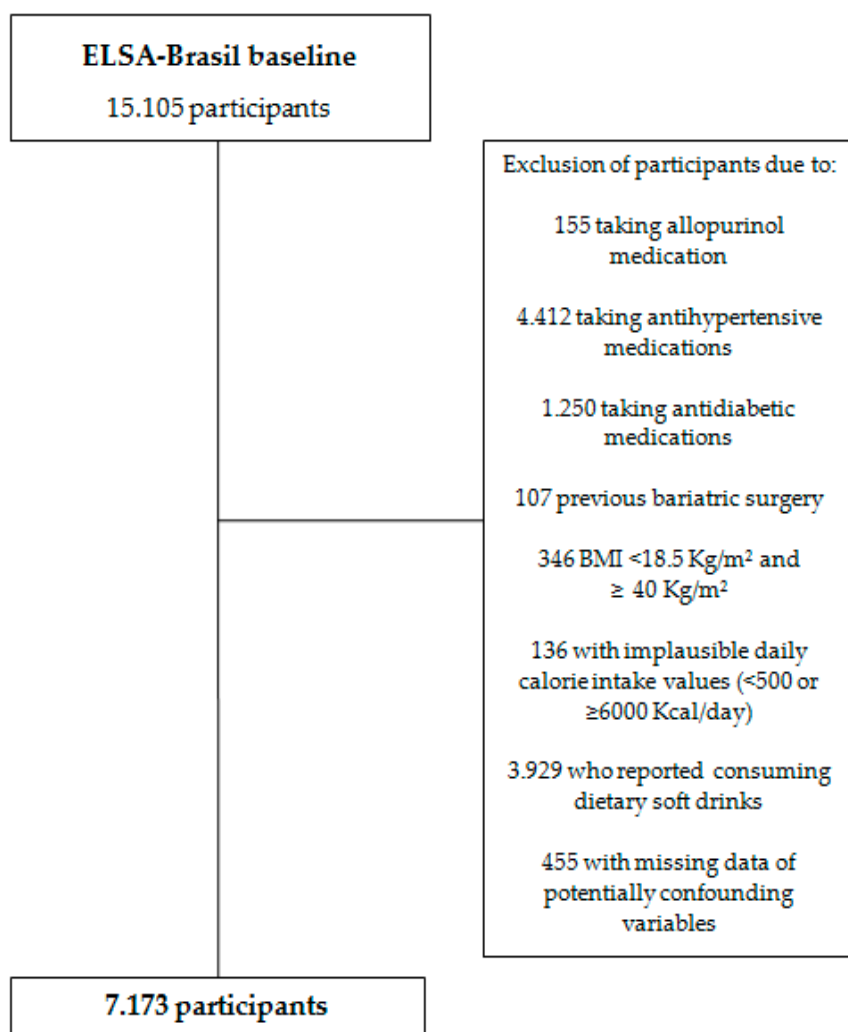 ELSA-Brasil baseline
15.105 participants
Exclusion of participants due to:
155 taking allopurinol
medication
4.412 taking antihypertensive
medications
1.250 taking antidiabetic
medications
107 previous bariatric surgery
346 BMI <18.5 Kg/m² and
≥ 40 Kg/m²
136 with implausible daily
calorie intake values (<500 or
≥6000 Kcal/day)
3.929 who reported consuming
dietary soft drinks
455 with missing data of
potentially confounding
variables
7.173 participants